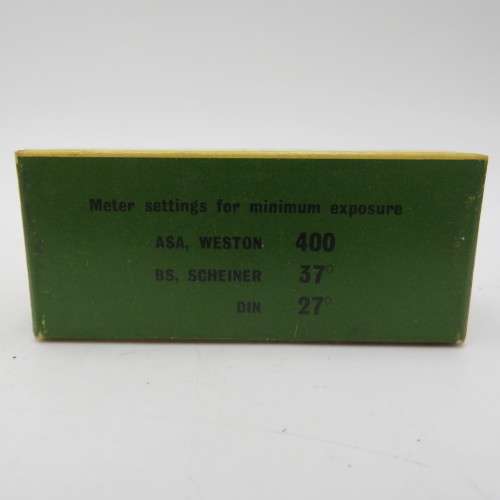 Meter settings for minimum exposure
ASA, WESTON 400
BS, SCHEINER 37°
DIN 27°